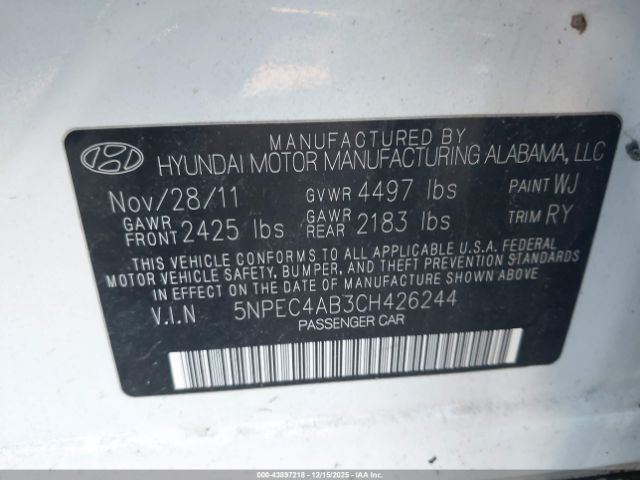 MANUFACTURED BY
HYUNDAI MOTOR MANUFACTURING ALABAMA, LLC
Nov/28/11 GVWR 4497 lbs PAINT WJ
GAWR FRONT 2425 lbs GAWR REAR 2183 lbs TRIM RY
THIS VEHICLE CONFORMS TO ALL APPLICABLE U.S.A. FEDERAL
MOTOR VEHICLE SAFETY, BUMPER, AND THEFT PREVENTION STANDARDS
IN EFFECT ON THE DATE OF MANUFACTURE SHOWN ABOVE.
V.I.N 5NPEC4AB3CH426244
PASSENGER CAR
000-43897218 - 12/15/2025 - COPYRIGHT IAA, LLC.